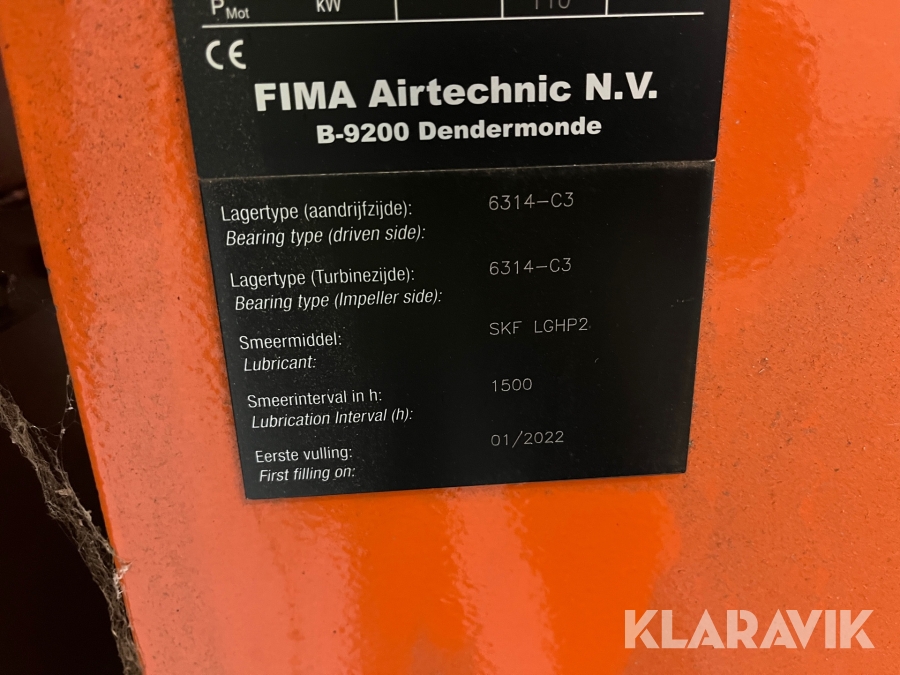 P Mot kW 110
CE
FIMA Airtechnic N.V.
B-9200 Dendermonde
Lagertype (aandrijfzijde): 6314-C3
Bearing type (driven side):
Lagertype (Turbinezijde): 6314-C3
Bearing type (Impeller side):
Smeermiddel: SKF LGHP2
Lubricant:
Smeerinterval in h: 1500
Lubrication Interval (h):
Eerste vulling: 01/2022
First filling on:
KLARAVIK